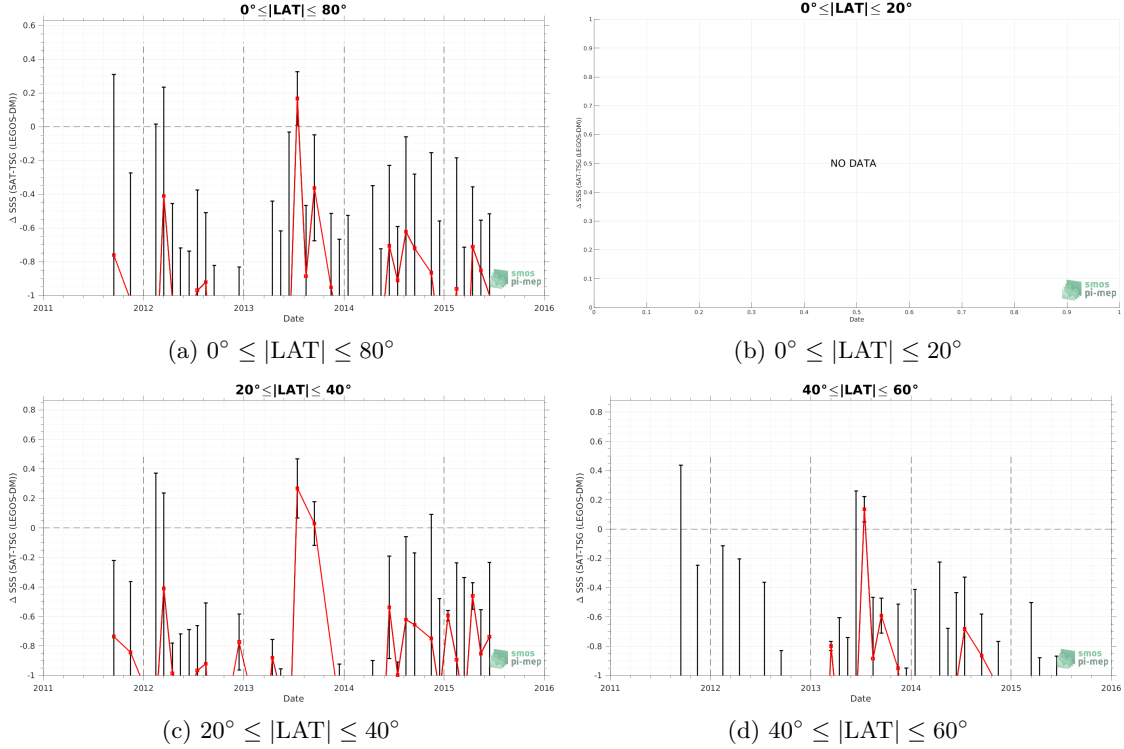 0°≤|LAT|≤ 80°
Δ SSS (SAT-TSG (LEGOS-DM))
0.6
0.4
0.2
0
-0.2
-0.4
-0.6
-0.8
-1
2011 2012 2013 2014 2015 2016
Date
smos
pi-mep
(a) 0° ≤ |LAT| ≤ 80°
0°≤|LAT|≤ 20°
Δ SSS (SAT-TSG (LEGOS-DM))
1
0.9
0.8
0.7
0.6
0.5
0.4
0.3
0.2
0.1
0
NO DATA
0 0.1 0.2 0.3 0.4 0.5 0.6 0.7 0.8 0.9 1
Date
smos
pi-mep
(b) 0° ≤ |LAT| ≤ 20°
20°≤|LAT|≤ 40°
Δ SSS (SAT-TSG (LEGOS-DM))
0.8
0.6
0.4
0.2
0
-0.2
-0.4
-0.6
-0.8
-1
2011 2012 2013 2014 2015 2016
Date
smos
pi-mep
(c) 20° ≤ |LAT| ≤ 40°
40°≤|LAT|≤ 60°
Δ SSS (SAT-TSG (LEGOS-DM))
0.8
0.6
0.4
0.2
0
-0.2
-0.4
-0.6
-0.8
-1
2011 2012 2013 2014 2015 2016
Date
smos
pi-mep
(d) 40° ≤ |LAT| ≤ 60°